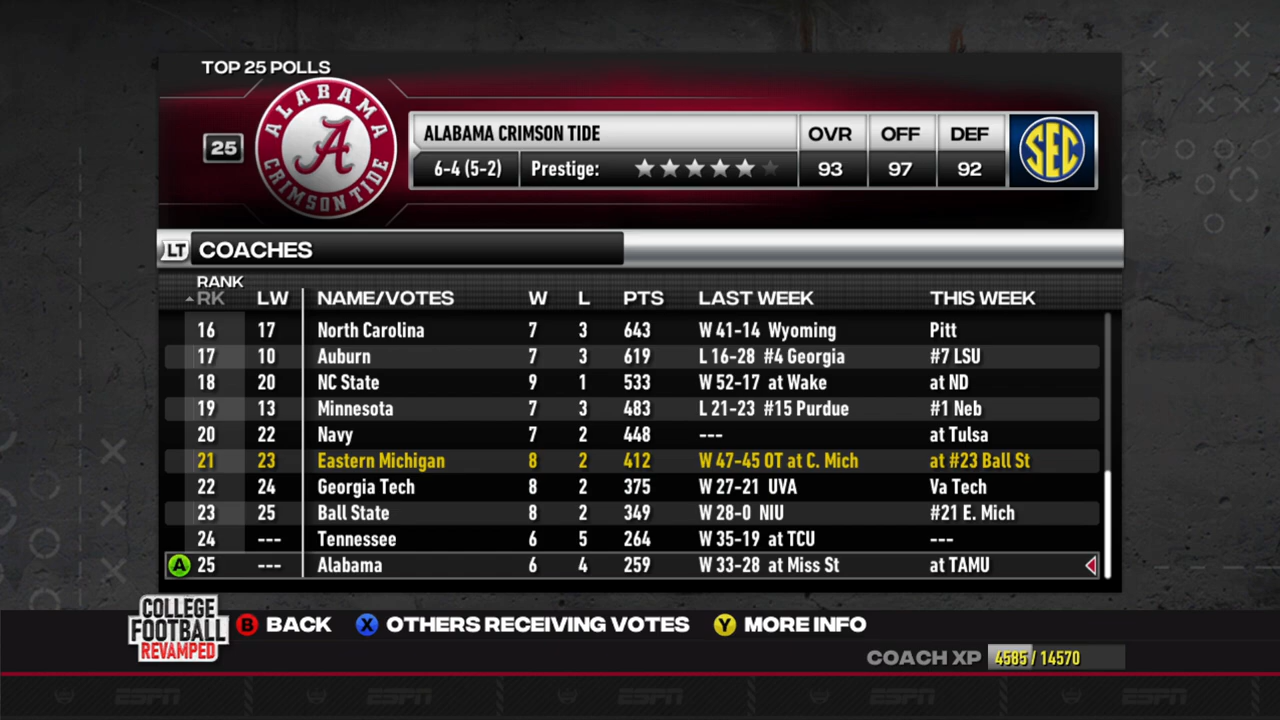 TOP 25 POLLS
25
ALABAMA CRIMSON TIDE
A
ALABAMA CRIMSON TIDE OVR OFF DEF
6-4 (5-2) Prestige: 93 97 92
SEC
LT COACHES
RANK
RK LW NAME/VOTES W L PTS LAST WEEK THIS WEEK
16 17 North Carolina 7 3 643 W 41-14 Wyoming Pitt
17 10 Auburn 7 3 619 L 16-28 #4 Georgia #7 LSU
18 20 NC State 9 1 533 W 52-17 at Wake at ND
19 13 Minnesota 7 3 483 L 21-23 #15 Purdue #1 Neb
20 22 Navy 7 2 448 --- at Tulsa
21 23 Eastern Michigan 8 2 412 W 47-45 OT at C. Mich at #23 Ball St
22 24 Georgia Tech 8 2 375 W 27-21 UVA Va Tech
23 25 Ball State 8 2 349 W 28-0 NIU #21 E. Mich
24 --- Tennessee 6 5 264 W 35-19 at TCU ---
A 25 --- Alabama 6 4 259 W 33-28 at Miss St at TAMU
COLLEGE
FOOTBALL
REVAMPED
B BACK X OTHERS RECEIVING VOTES Y MORE INFO
COACH XP 4585 / 14570
ESPN ESPN ESPN ESPN ESPN